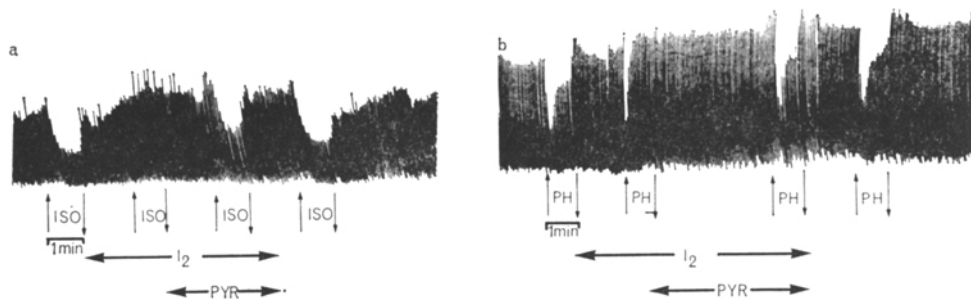 a
b
ISO ISO ISO ISO
1min
I2
PYR
PH PH PH PH
1min
I2
PYR